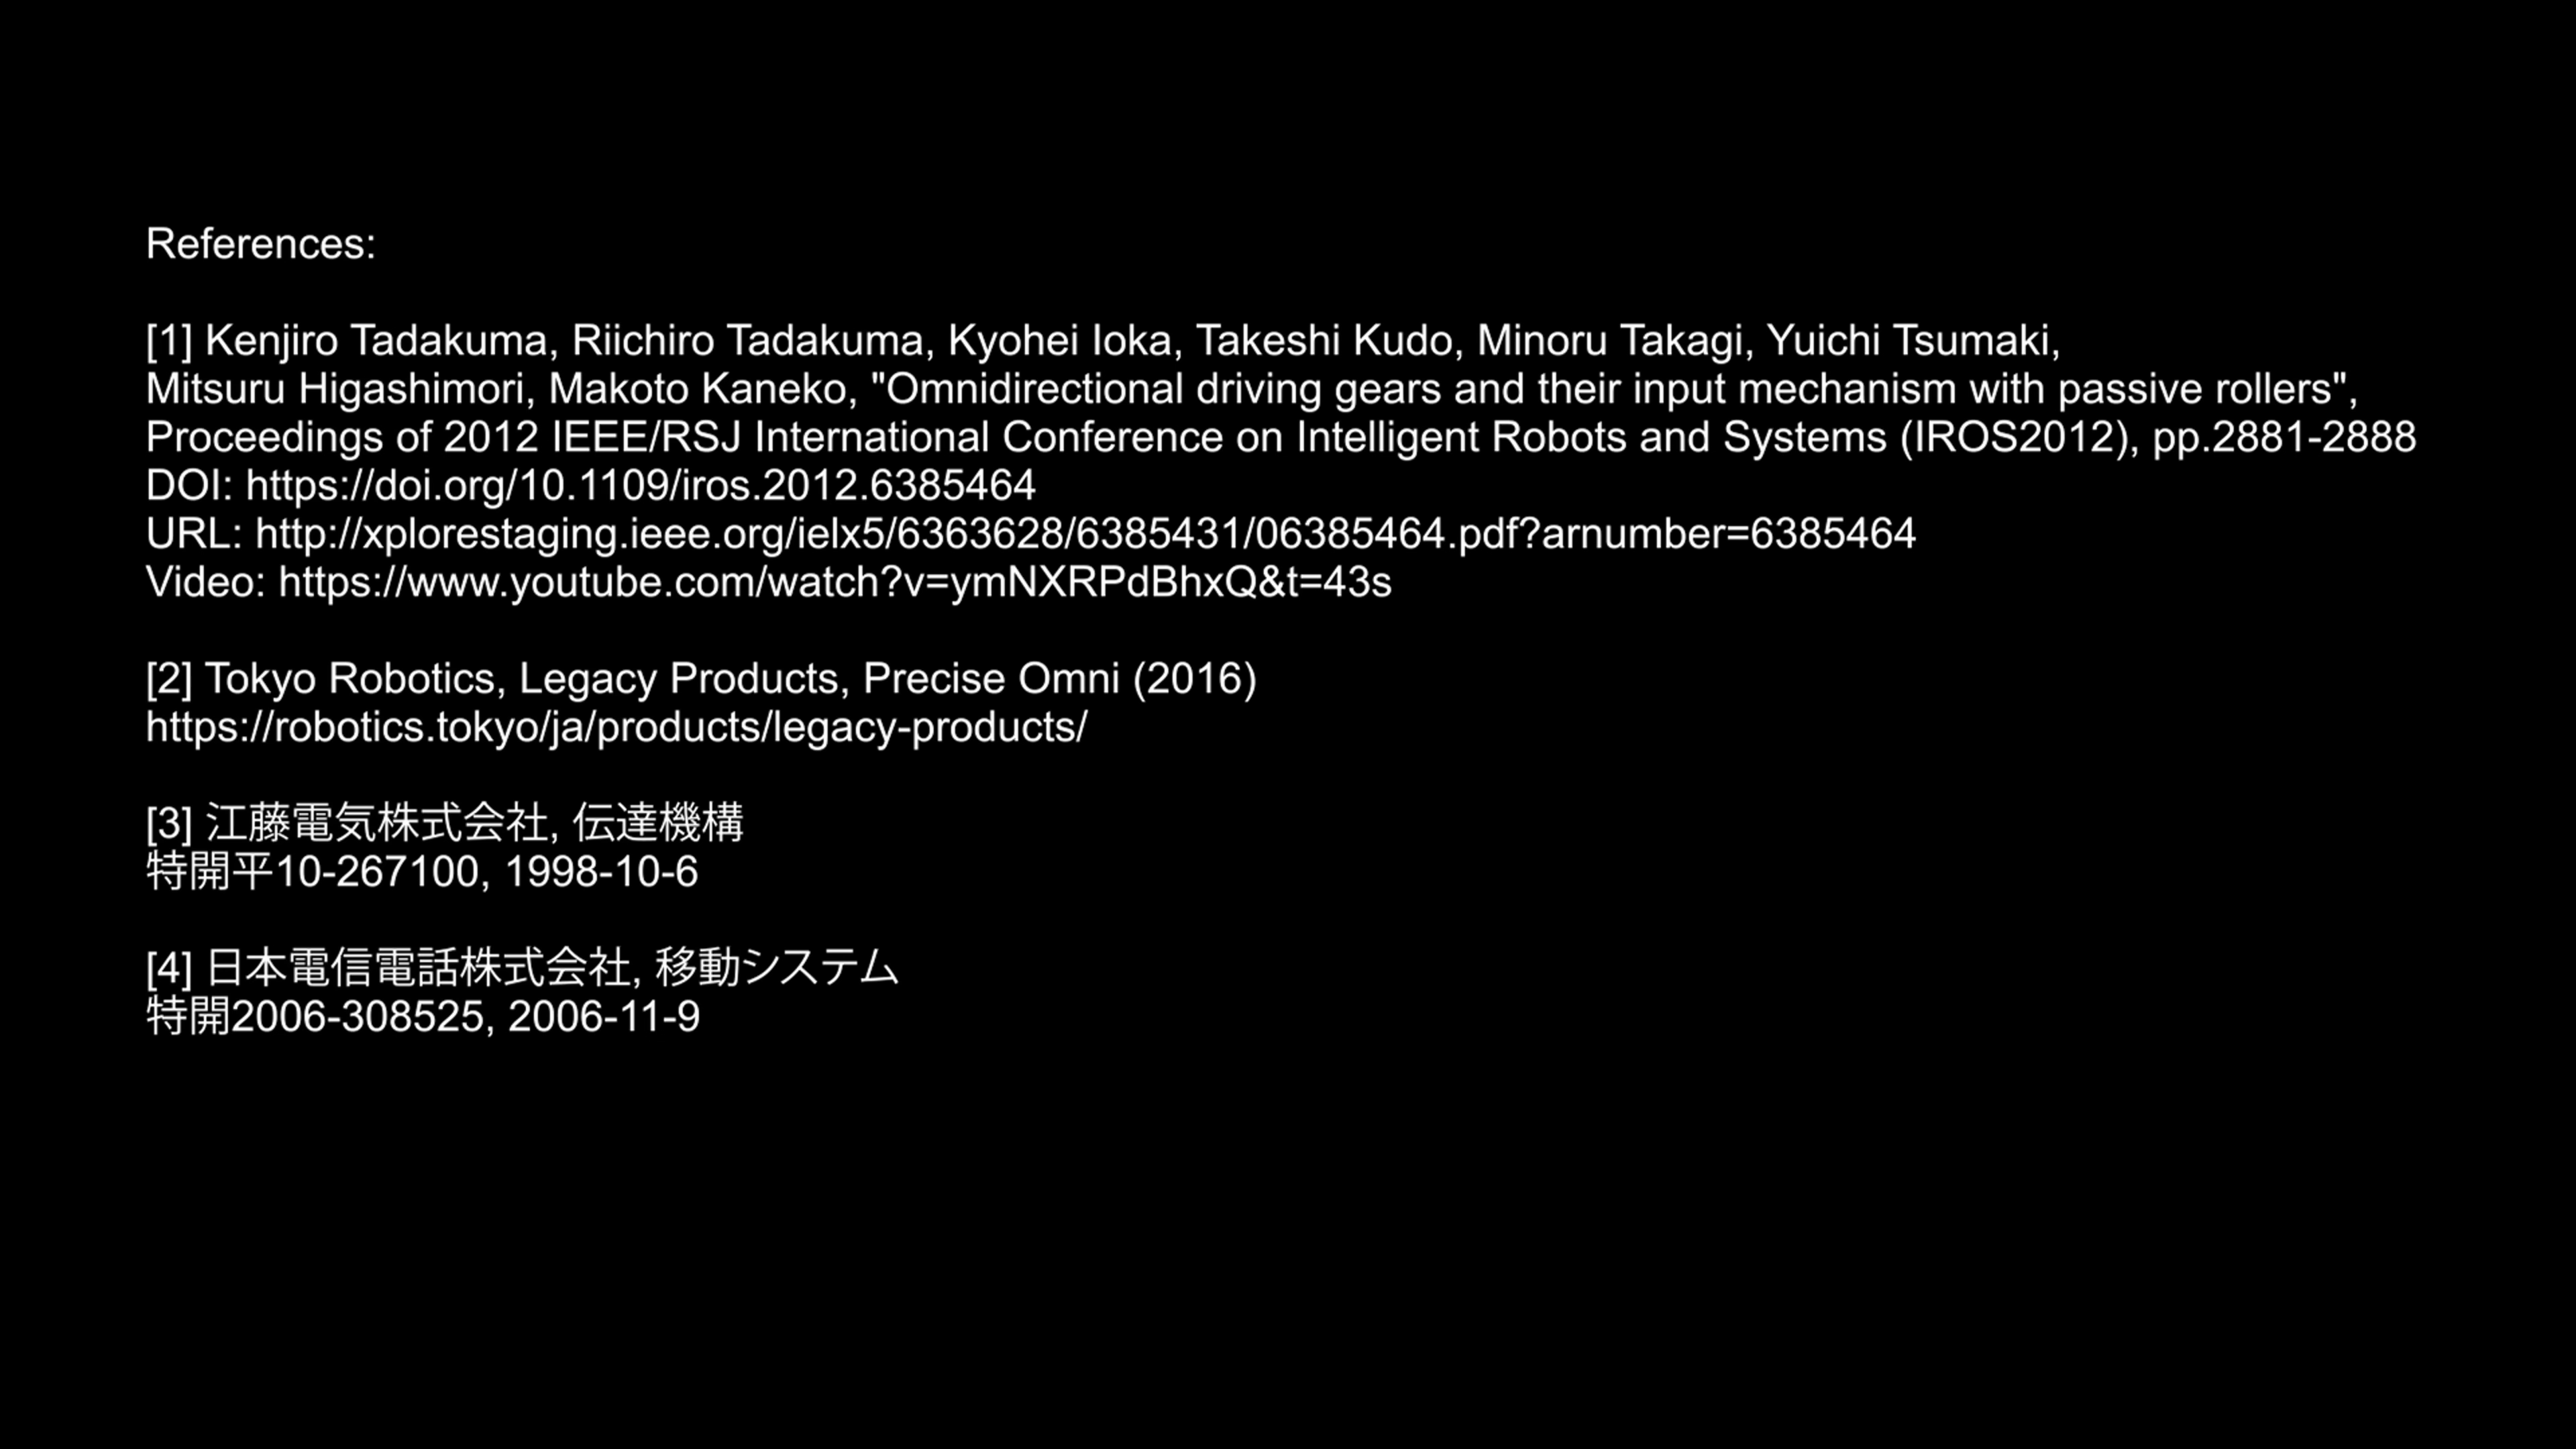 References:
[1] Kenjiro Tadakuma, Riichiro Tadakuma, Kyohei Ioka, Takeshi Kudo, Minoru Takagi, Yuichi Tsumaki,
Mitsuru Higashimori, Makoto Kaneko, "Omnidirectional driving gears and their input mechanism with passive rollers",
Proceedings of 2012 IEEE/RSJ International Conference on Intelligent Robots and Systems (IROS2012), pp.2881-2888
DOI: https://doi.org/10.1109/iros.2012.6385464
URL: http://xplorestaging.ieee.org/ielx5/6363628/6385431/06385464.pdf?arnumber=6385464
Video: https://www.youtube.com/watch?v=ymNXRPdBhxQ&t=43s
[2] Tokyo Robotics, Legacy Products, Precise Omni (2016)
https://robotics.tokyo/ja/products/legacy-products/
[3] 江藤電気株式会社, 伝達機構
特開平10-267100, 1998-10-6
[4] 日本電信電話株式会社, 移動システム
特開2006-308525, 2006-11-9